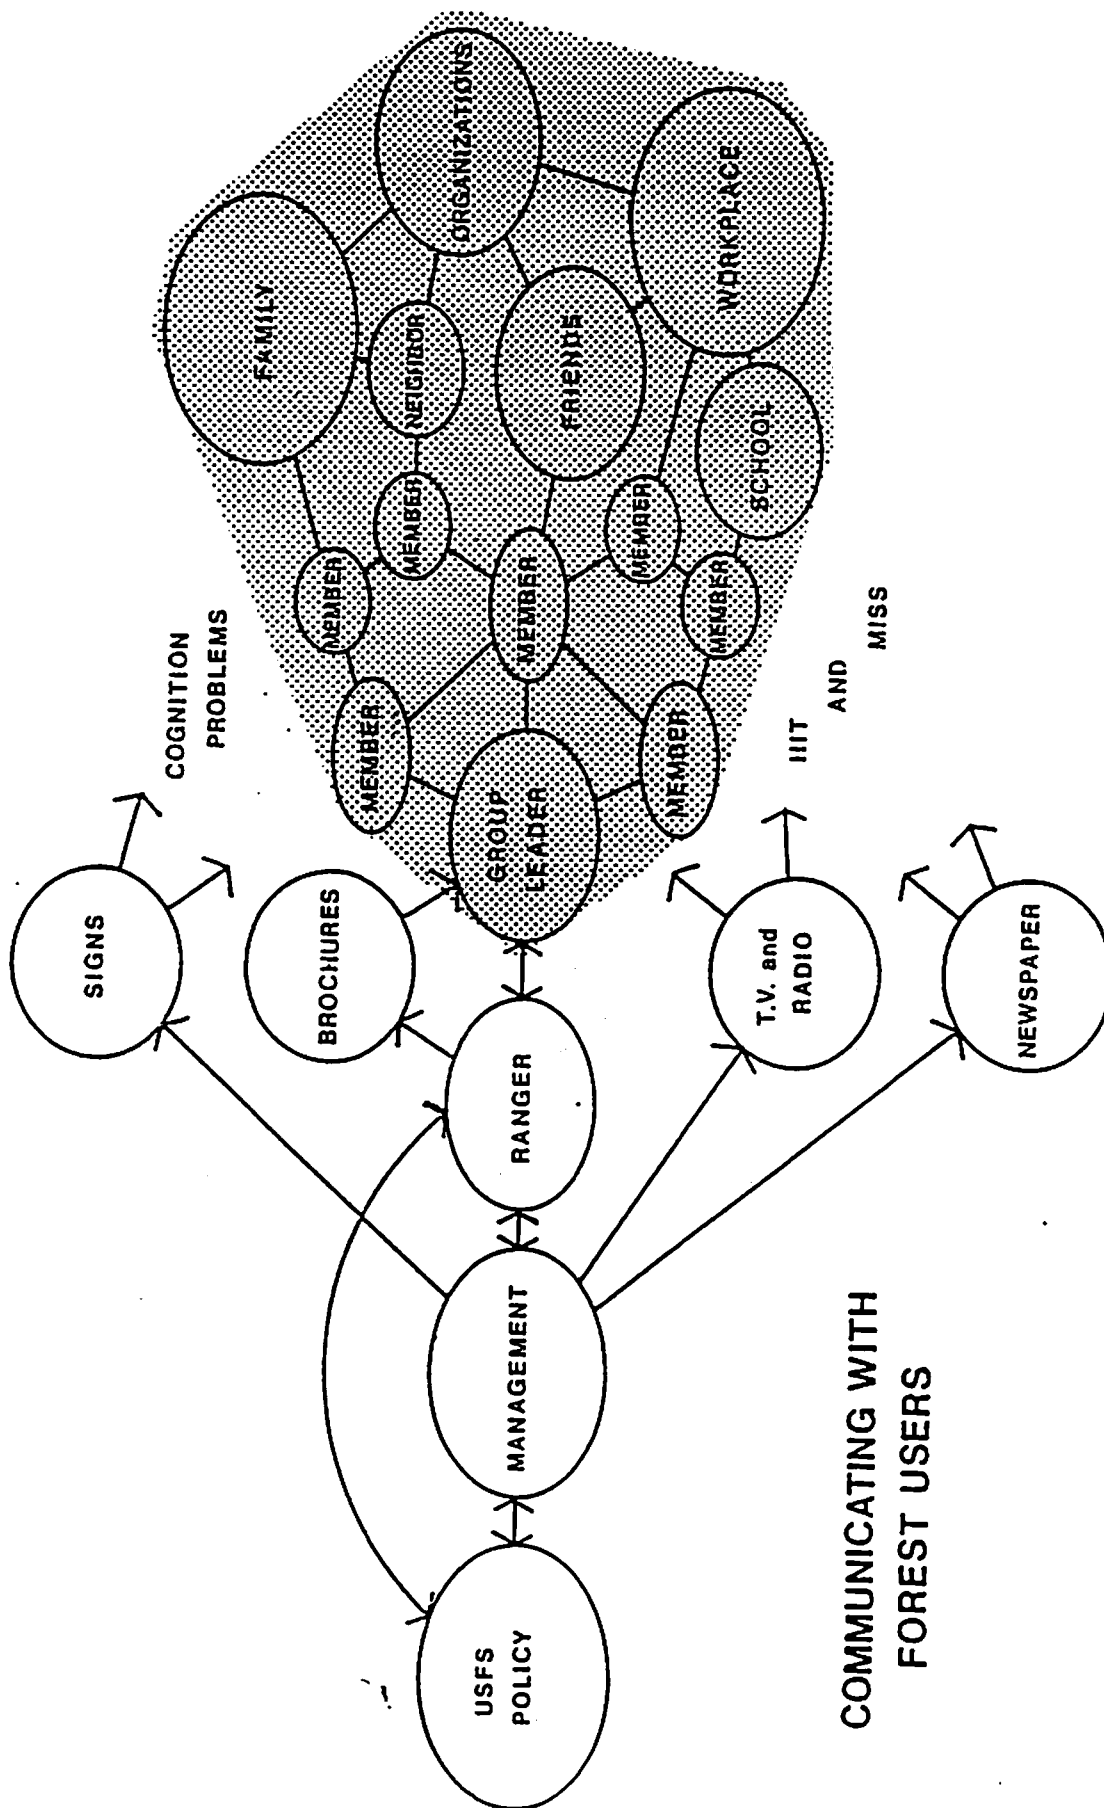 SIGNS
COGNITION
PROBLEMS
FAMILY
BROCHURES
MEMBER
MEMBER
MEMBER
NEIGHBOR
ORGANIZATIONS
USFS
POLICY
MANAGEMENT
RANGER
GROUP
LEADER
MEMBER
FRIENDS
MEMBER
MEMBER
MEMBER
SCHOOL
WORKPLACE
T.V. and
RADIO
HIT
AND
MISS
NEWSPAPER
COMMUNICATING WITH
FOREST USERS